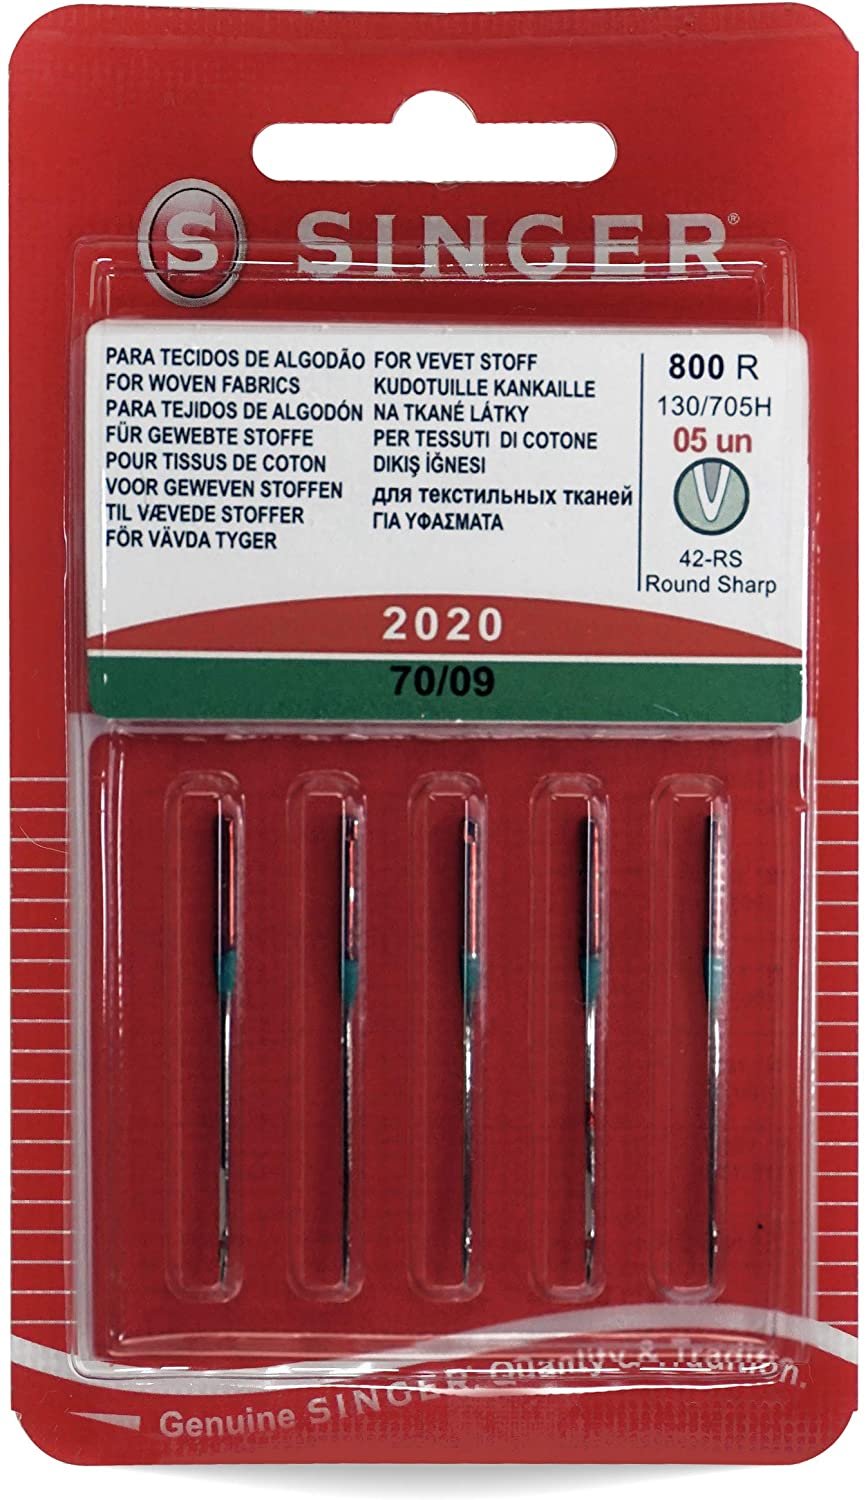 S SINGER®
PARA TECIDOS DE ALGODÃO
FOR WOVEN FABRICS
PARA TEJIDOS DE ALGODÓN
FÜR GEWEBTE STOFFE
POUR TISSUS DE COTON
VOOR GEWEVEN STOFFEN
TIL VÆVEDE STOFFER
FÖR VÄVDA TYGER
FOR VEVET STOFF
KUDOTUILLE KANKAILLE
NA TKANÉ LÁTKY
PER TESSUTI DI COTONE
DIKIŞ İĞNESI
для текстильных тканей
ΓΙΑ ΥΦΑΣΜΑΤΑ
800 R
130/705H
05 un
42-RS
Round Sharp
2020
70/09
Genuine SINGER. Quantity & Tradition.